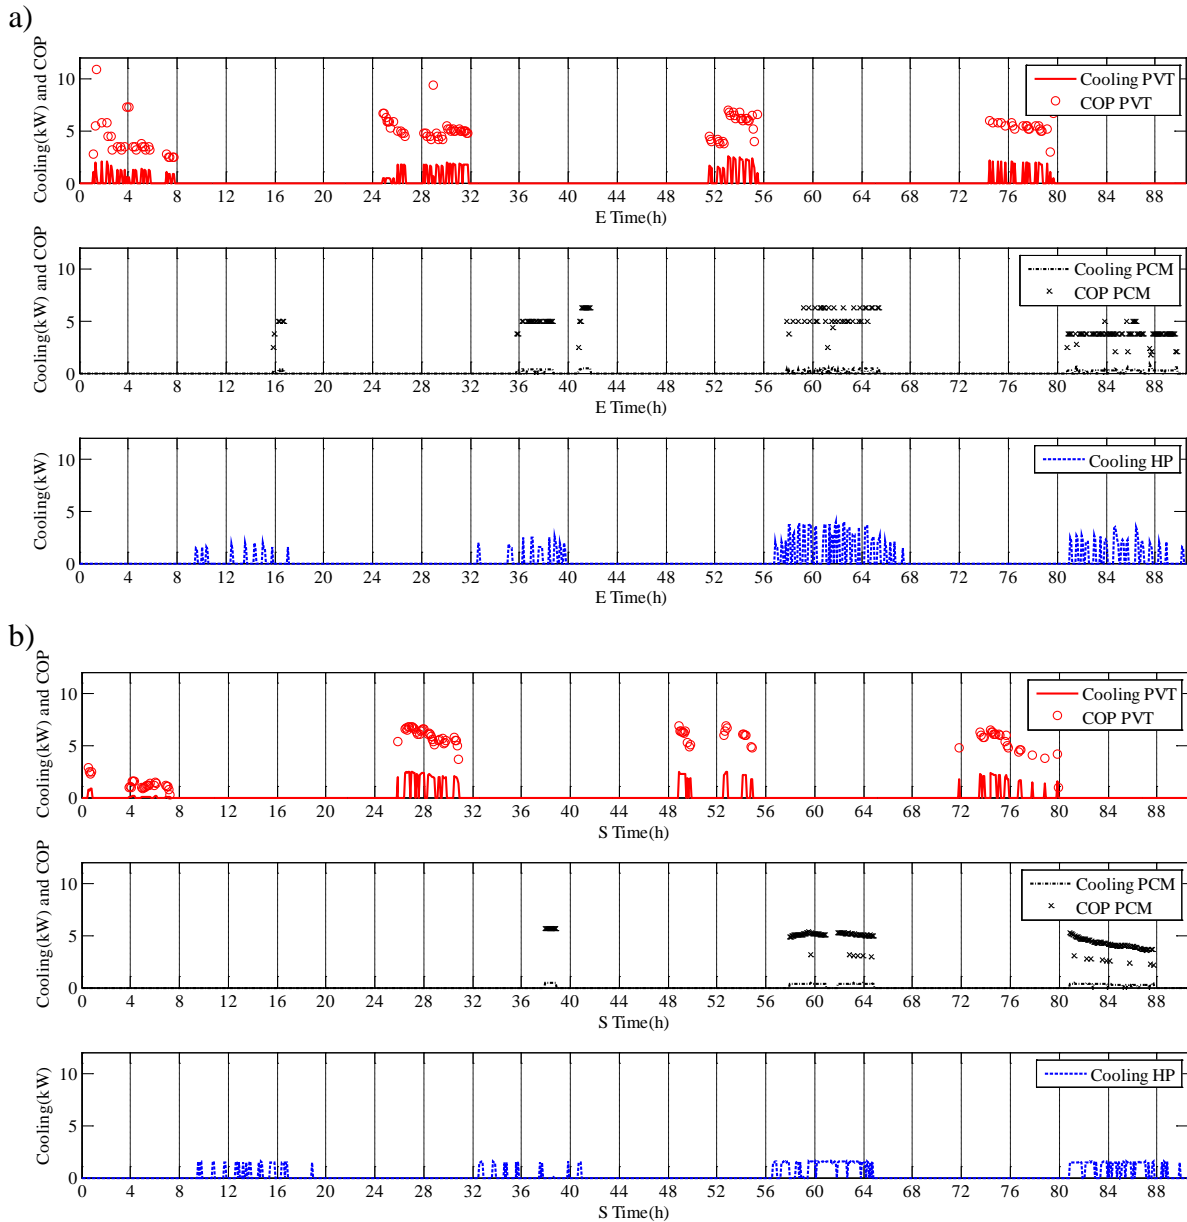 a)
Cooling(kW) and COP
10
5
0
Cooling PVT
COP PVT
0 4 8 12 16 20 24 28 32 36 40 44 48 52 56 60 64 68 72 76 80 84 88
E Time(h)
Cooling(kW) and COP
10
5
0
Cooling PCM
COP PCM
0 4 8 12 16 20 24 28 32 36 40 44 48 52 56 60 64 68 72 76 80 84 88
E Time(h)
Cooling(kW)
10
5
0
Cooling HP
0 4 8 12 16 20 24 28 32 36 40 44 48 52 56 60 64 68 72 76 80 84 88
E Time(h)
b)
Cooling(kW) and COP
10
5
0
Cooling PVT
COP PVT
0 4 8 12 16 20 24 28 32 36 40 44 48 52 56 60 64 68 72 76 80 84 88
S Time(h)
Cooling(kW) and COP
10
5
0
Cooling PCM
COP PCM
0 4 8 12 16 20 24 28 32 36 40 44 48 52 56 60 64 68 72 76 80 84 88
S Time(h)
Cooling(kW)
10
5
0
Cooling HP
0 4 8 12 16 20 24 28 32 36 40 44 48 52 56 60 64 68 72 76 80 84 88
S Time(h)